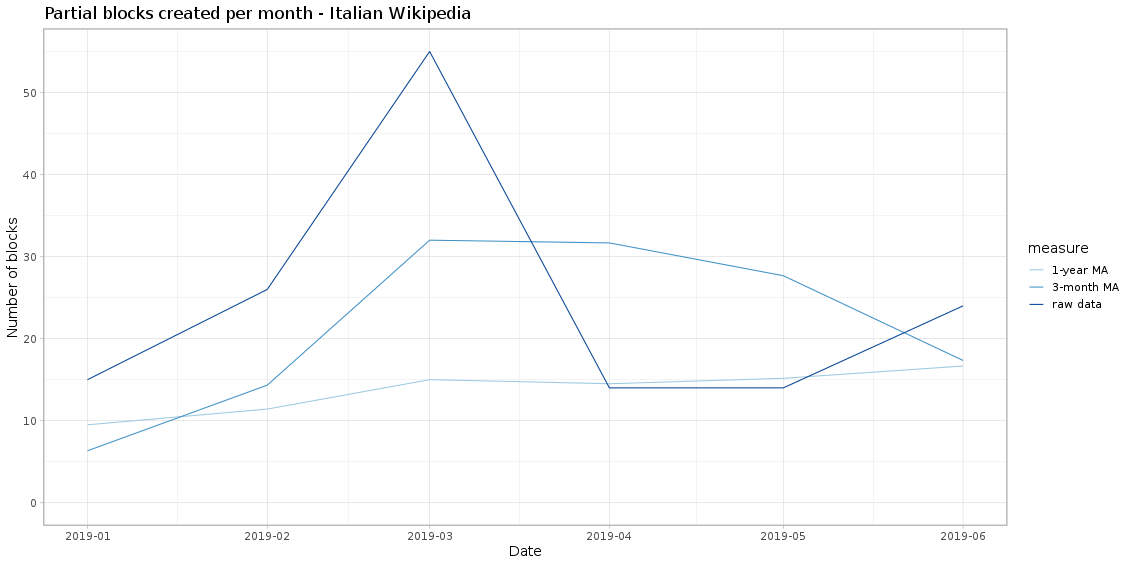 Partial blocks created per month - Italian Wikipedia
Number of blocks
50
40
30
20
10
0
2019-01 2019-02 2019-03 2019-04 2019-05 2019-06
Date
measure
1-year MA
3-month MA
raw data